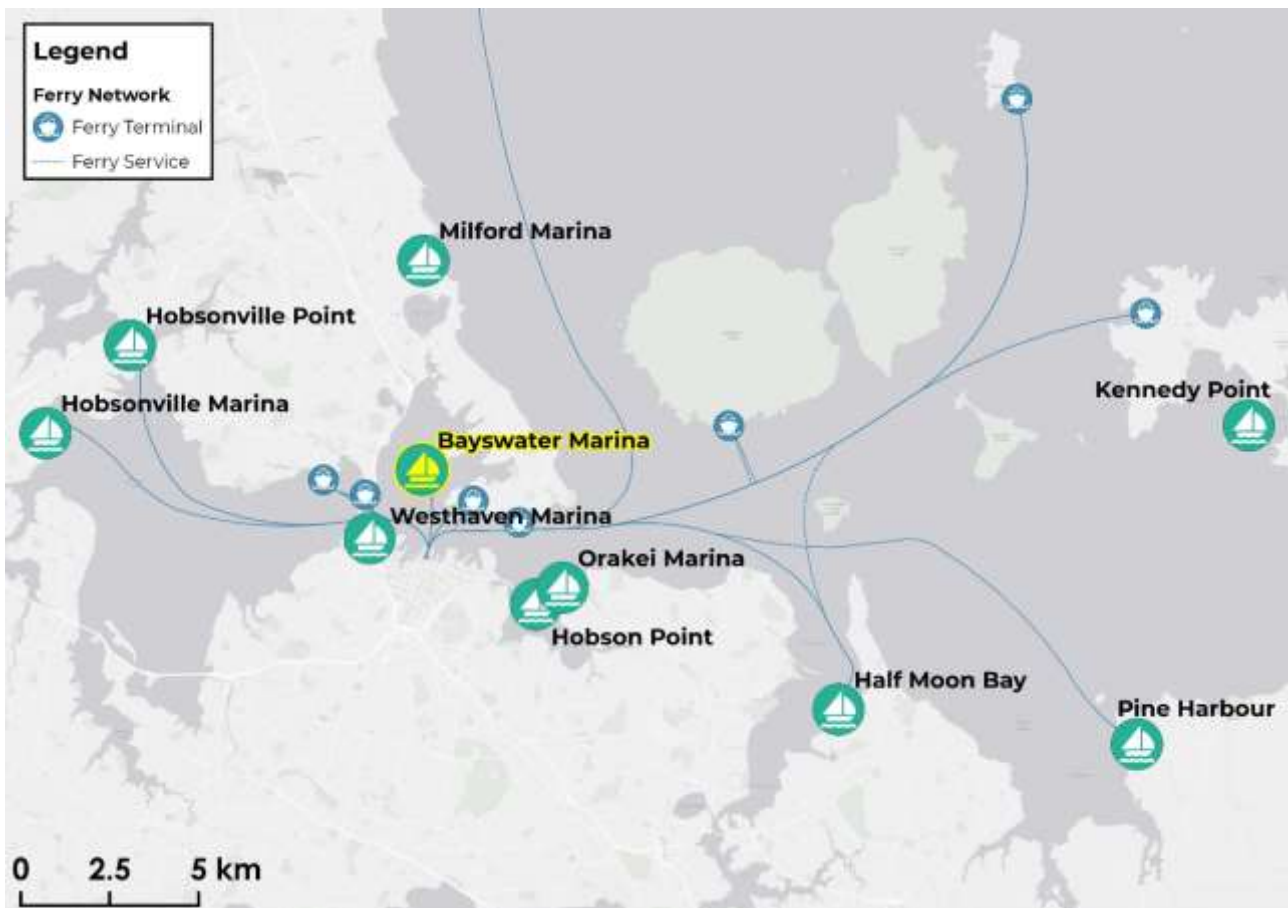 Legend
Ferry Network
Ferry Terminal
Ferry Service
Milford Marina
Hobsonville Point
Hobsonville Marina
Kennedy Point
Bayswater Marina
Westhaven Marina
Orakei Marina
Hobson Point
Half Moon Bay
Pine Harbour
0 2.5 5 km